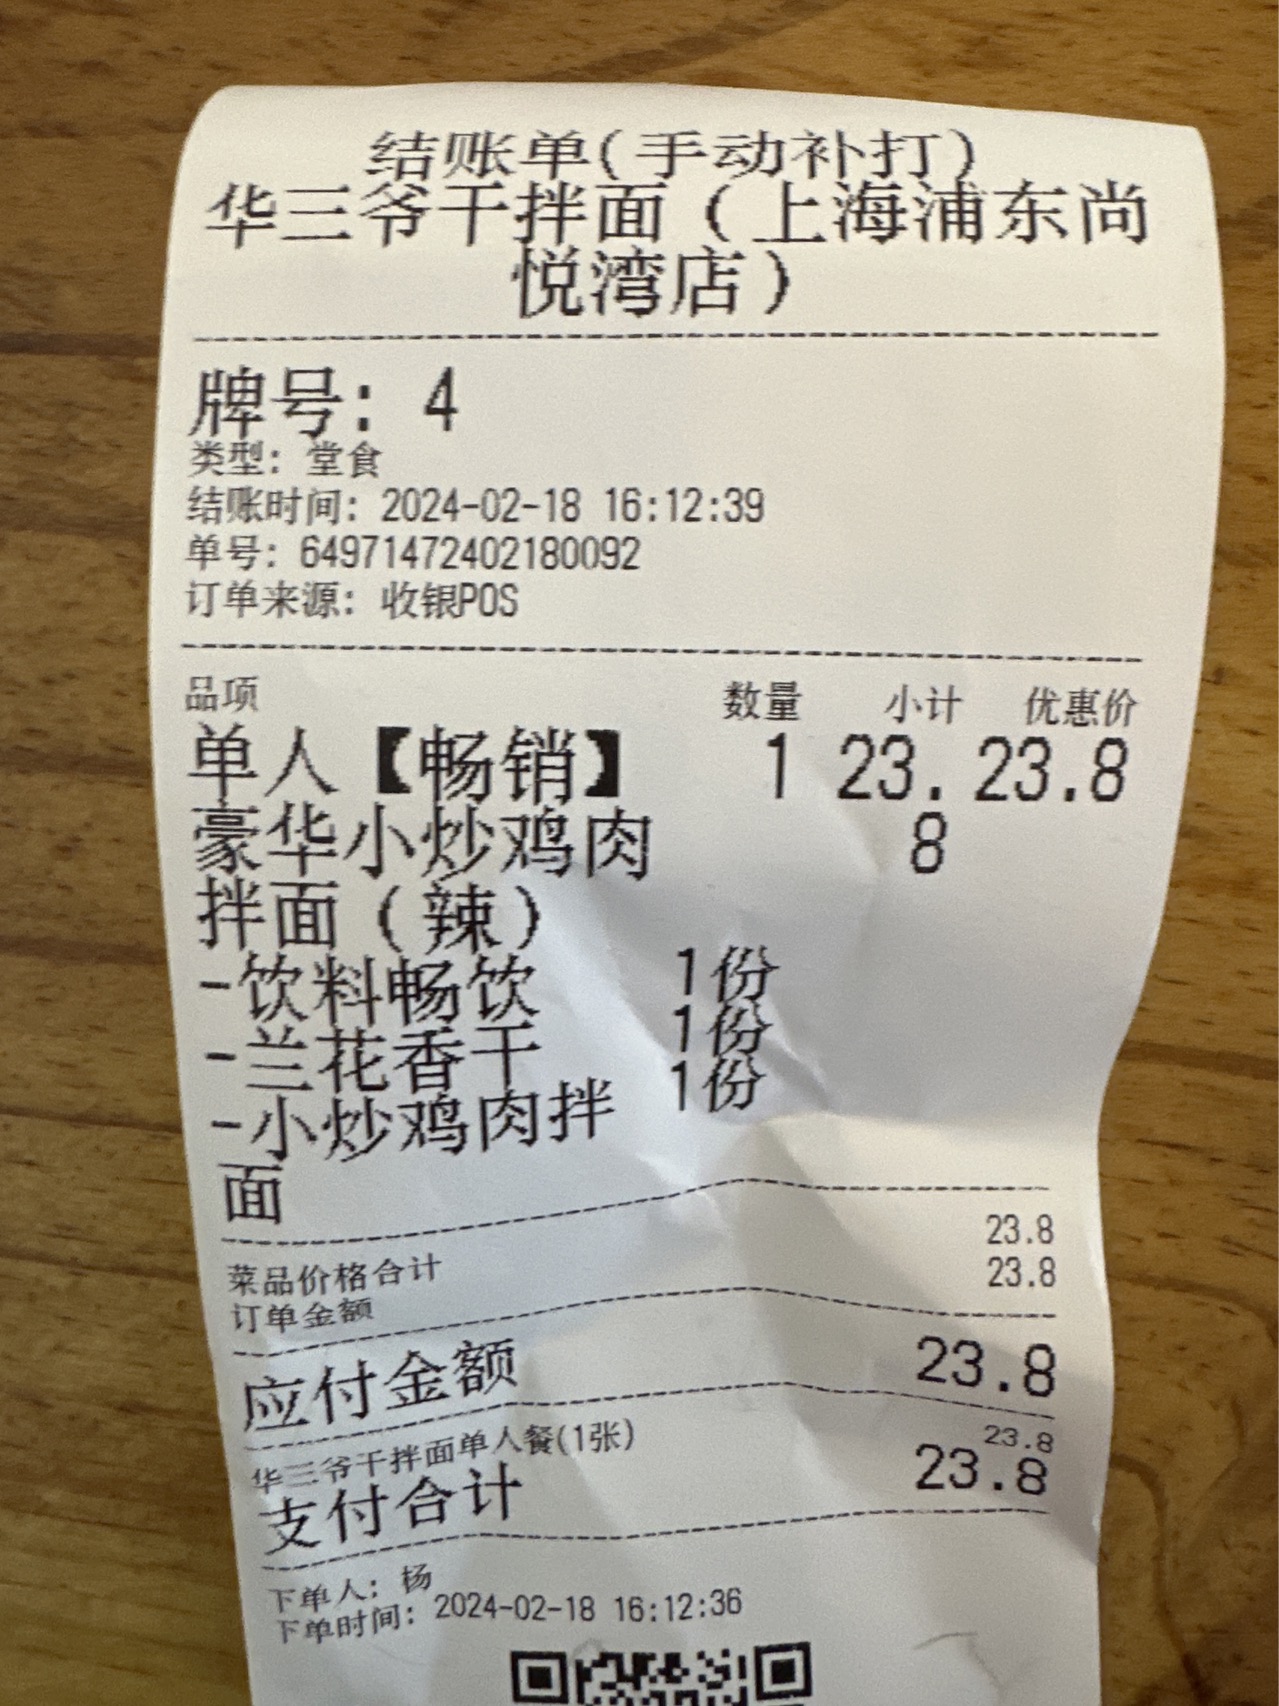 结账单(手动补打)
华三爷干拌面（上海浦东尚
悦湾店）
牌号: 4
类型: 堂食
结账时间: 2024-02-18 16:12:39
单号: 64971472402180092
订单来源: 收银POS
品项 数量 小计 优惠价
单人【畅销】 1 23. 23.8
豪华小炒鸡肉 8
拌面（辣）
-饮料畅饮 1份
-兰花香干 1份
-小炒鸡肉拌 1份
面
菜品价格合计 23.8
订单金额 23.8
应付金额 23.8
华三爷干拌面单人餐(1张) 23.8
支付合计 23.8
下单人: 杨
下单时间: 2024-02-18 16:12:36